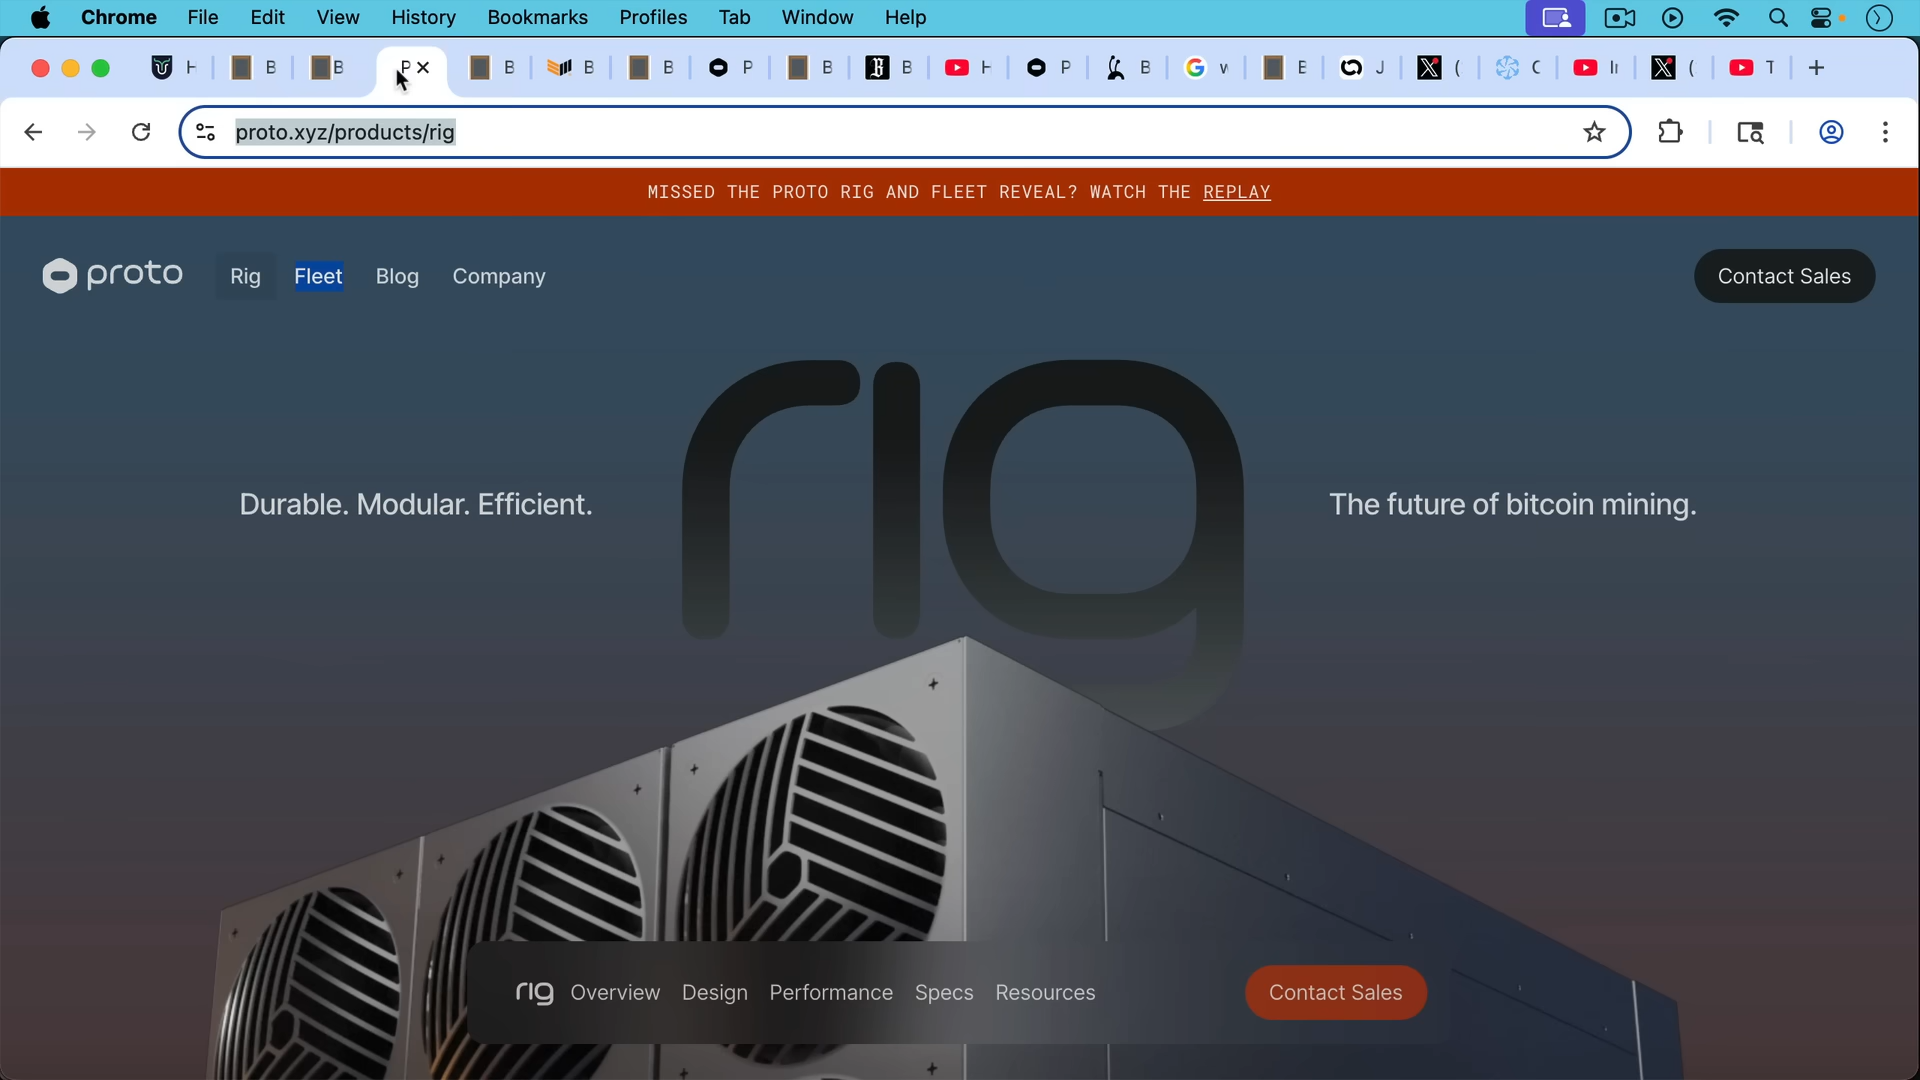 Chrome File Edit View History Bookmarks Profiles Tab Window Help
H B B P B B B P B B H P B w E J ( C Ir ( T
proto.xyz/products/rig
MISSED THE PROTO RIG AND FLEET REVEAL? WATCH THE REPLAY
proto Rig Fleet Blog Company Contact Sales
rig
Durable. Modular. Efficient. The future of bitcoin mining.
rig Overview Design Performance Specs Resources Contact Sales